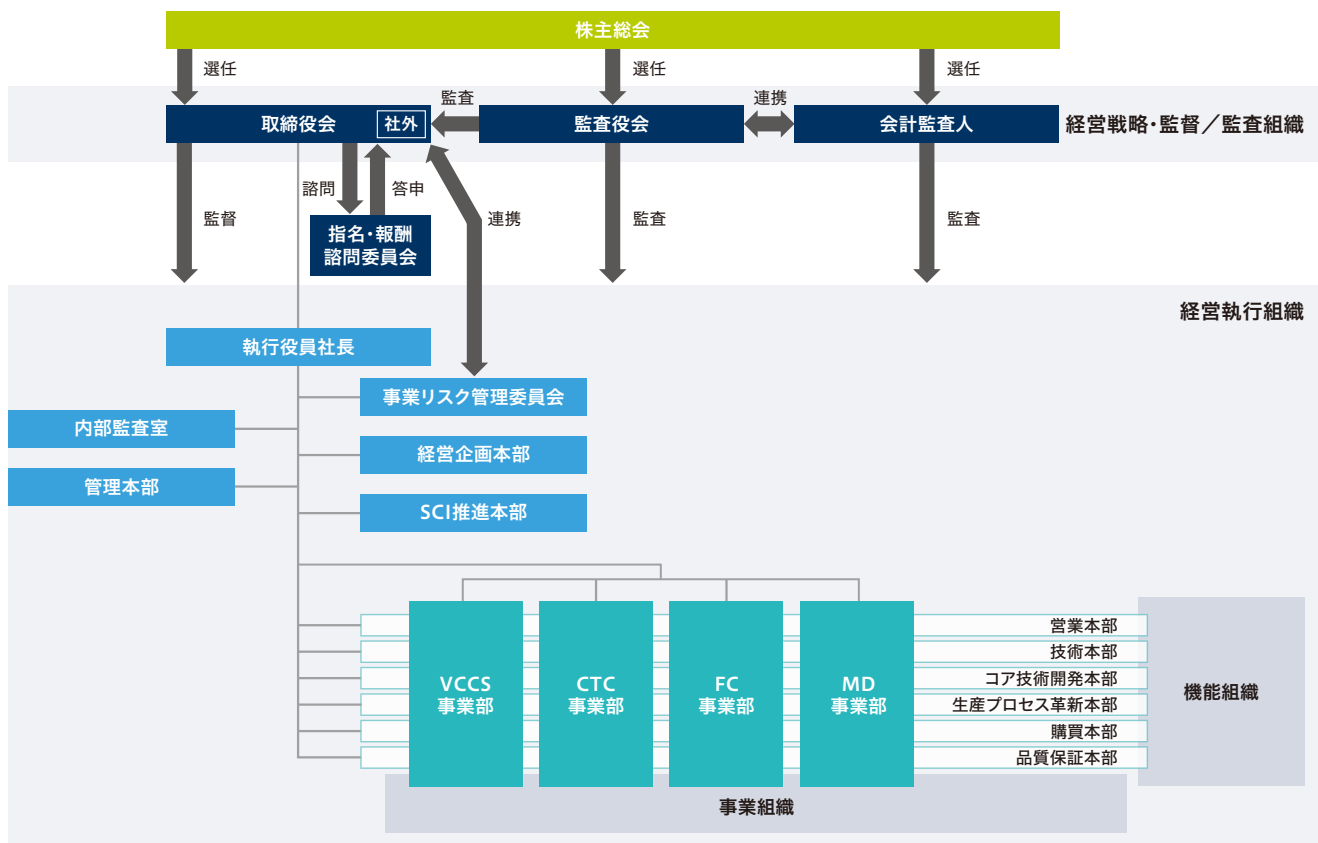 株主総会
選任
選任
選任
取締役会
社外
監査
監査役会
連携
会計監査人
経営戦略・監督／監査組織
監督
諮問
答申
連携
監査
監査
指名・報酬
諮問委員会
経営執行組織
執行役員社長
事業リスク管理委員会
内部監査室
経営企画本部
管理本部
SCI推進本部
VCCS
事業部
CTC
事業部
FC
事業部
MD
事業部
営業本部
技術本部
コア技術開発本部
生産プロセス革新本部
購買本部
品質保証本部
機能組織
事業組織